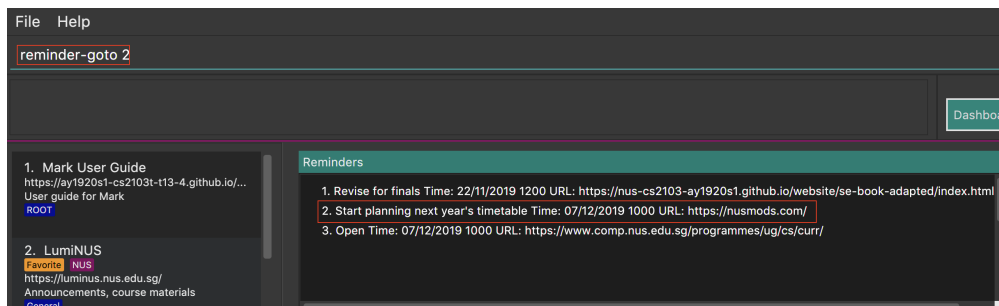 File Help
reminder-goto 2
Dashbo
1. Mark User Guide
https://ay1920s1-cs2103t-t13-4.github.io/...
User guide for Mark
ROOT
2. LumiNUS
Favorite NUS
https://luminus.nus.edu.sg/
Announcements, course materials
General
Reminders
1. Revise for finals Time: 22/11/2019 1200 URL: https://nus-cs2103-ay1920s1.github.io/website/se-book-adapted/index.html
2. Start planning next year's timetable Time: 07/12/2019 1000 URL: https://nusmods.com/
3. Open Time: 07/12/2019 1000 URL: https://www.comp.nus.edu.sg/programmes/ug/cs/curr/